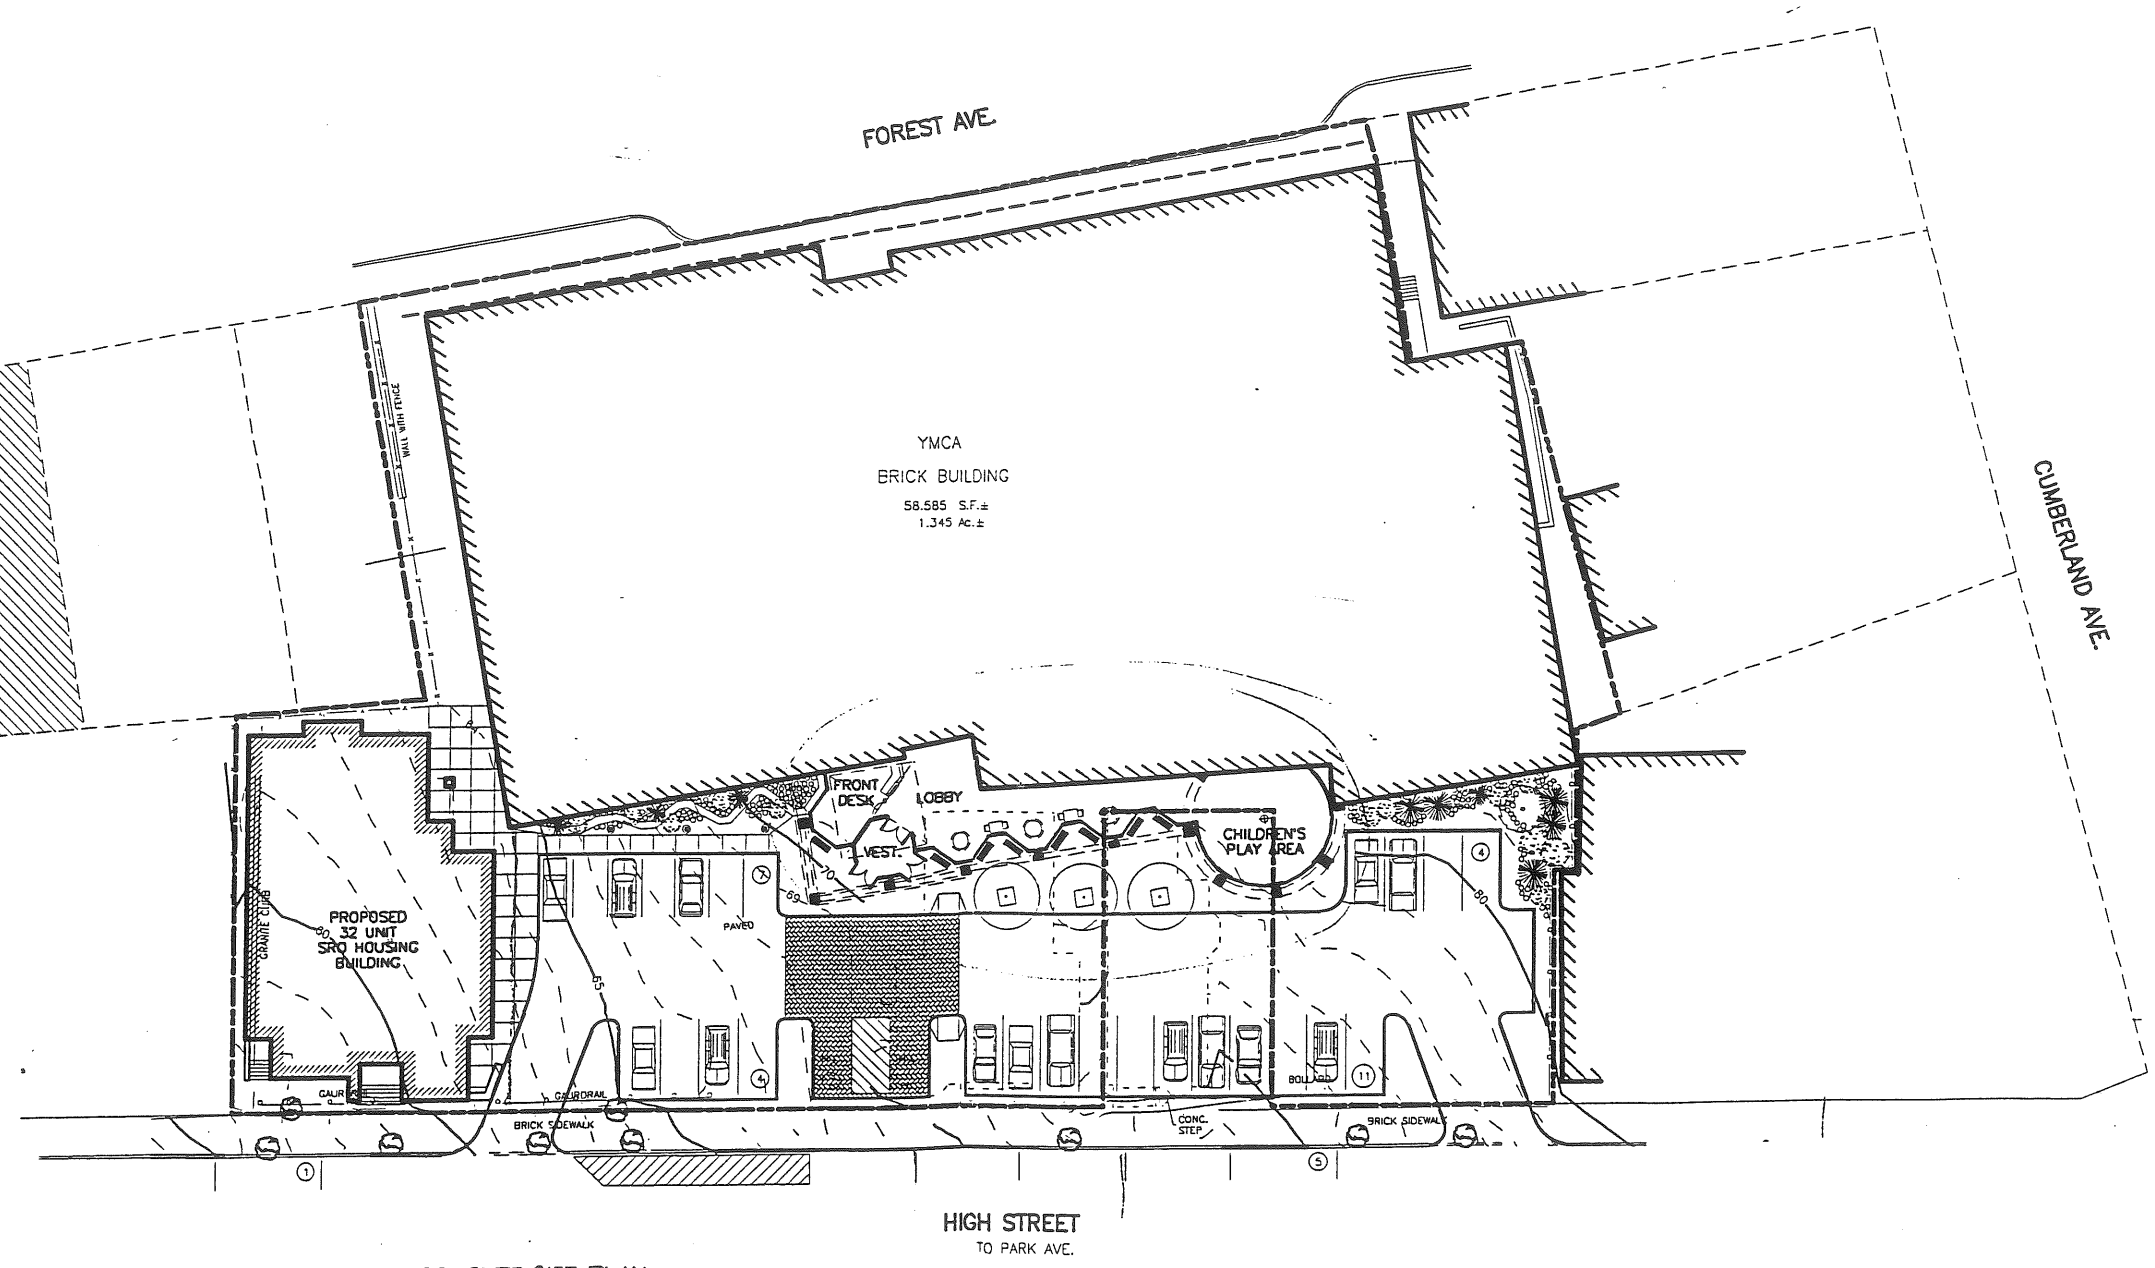 FOREST AVE.
WALL WITH FENCE
YMCA
BRICK BUILDING
58.585 S.F.±
1.345 Ac.±
CUMBERLAND AVE.
FRONT
DESK
LOBBY
VEST.
CHILDREN'S
PLAY AREA
4
7
70
69
80
PAVED
GRANITE CURB
PROPOSED
32 UNIT
SRO HOUSING
BUILDING
60
65
4
BOLLARD
11
GAURDRAIL
BRICK SIDEWALK
CONC.
STEP
BRICK SIDEWALK
1
5
HIGH STREET
TO PARK AVE.